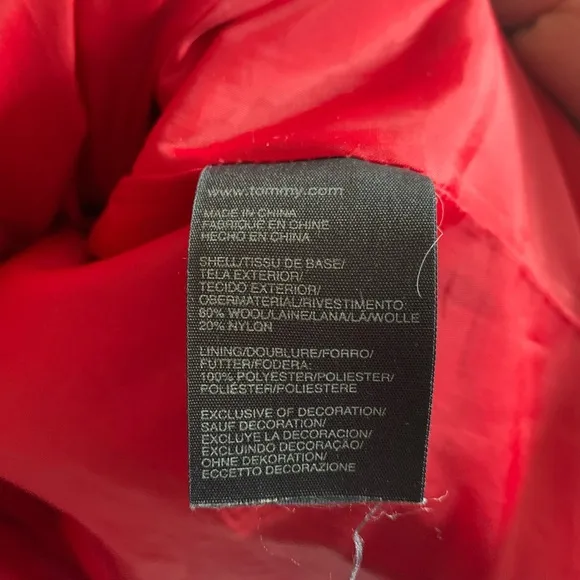 www.tommy.com
MADE IN CHINA
FABRIQUÉ EN CHINE
HECHO EN CHINA
SHELL/TISSU DE BASE/
TELA EXTERIOR/
TECIDO EXTERIOR/
OBERMATERIAL/RIVESTIMENTO
80% WOOL/LAINE/LANA/LÃ/WOLLE
20% NYLON
LINING/DOUBLURE/FORRO/
FUTTER/FODERA:
100% POLYESTER/POLIESTER/
POLIÉSTER/POLIESTERE
EXCLUSIVE OF DECORATION/
SAUF DECORATION/
EXCLUYE LA DECORACION/
EXCLUINDO DECORAÇÃO/
OHNE DEKORATION/
ECCETTO DECORAZIONE